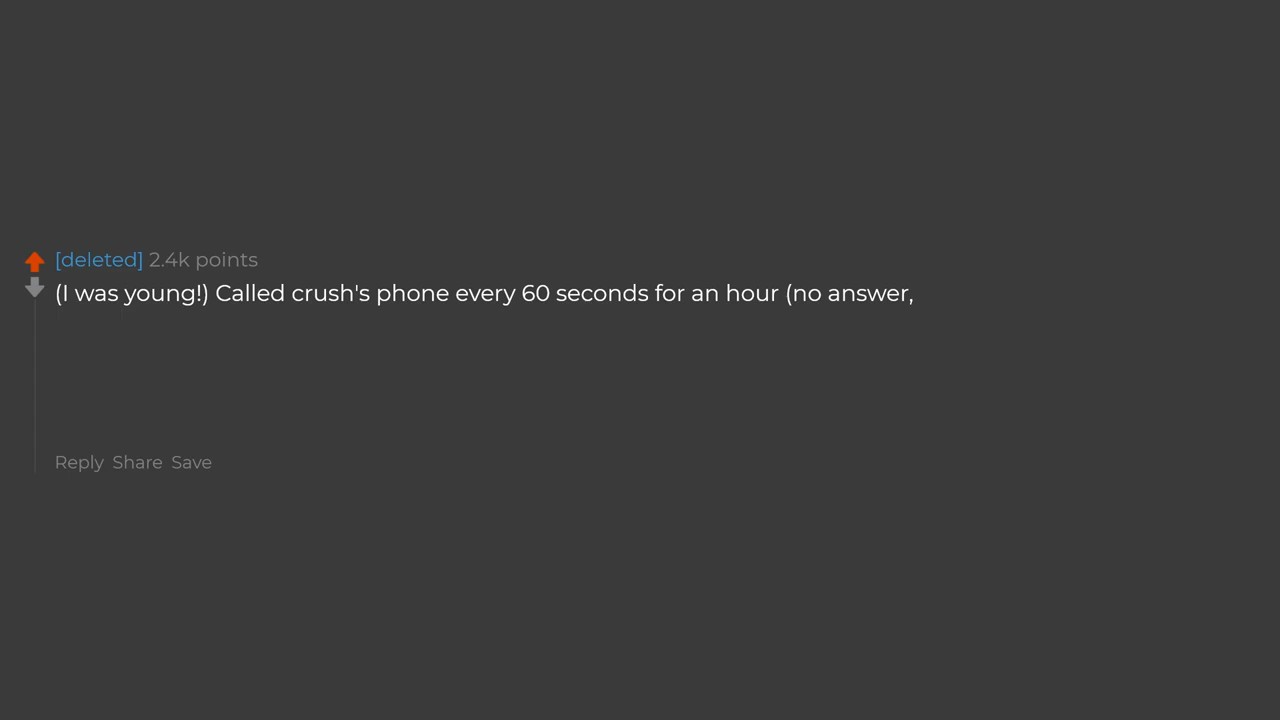 [deleted] 2.4k points
(I was young!) Called crush's phone every 60 seconds for an hour (no answer,
Reply Share Save